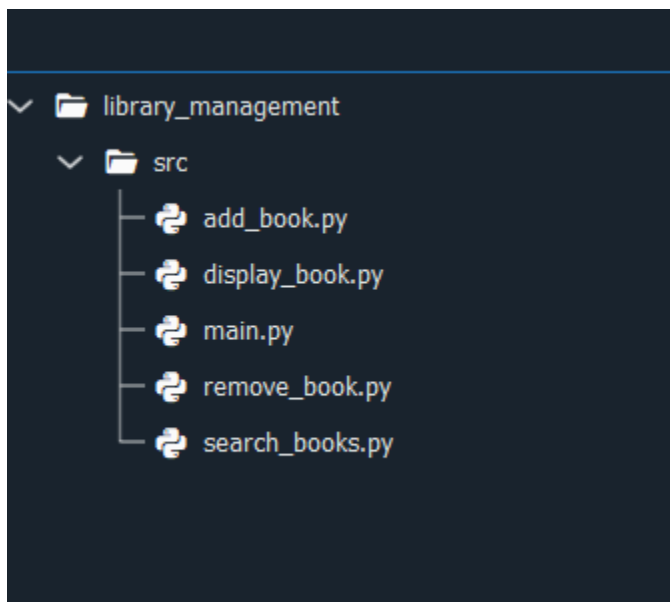 library_management
src
add_book.py
display_book.py
main.py
remove_book.py
search_books.py